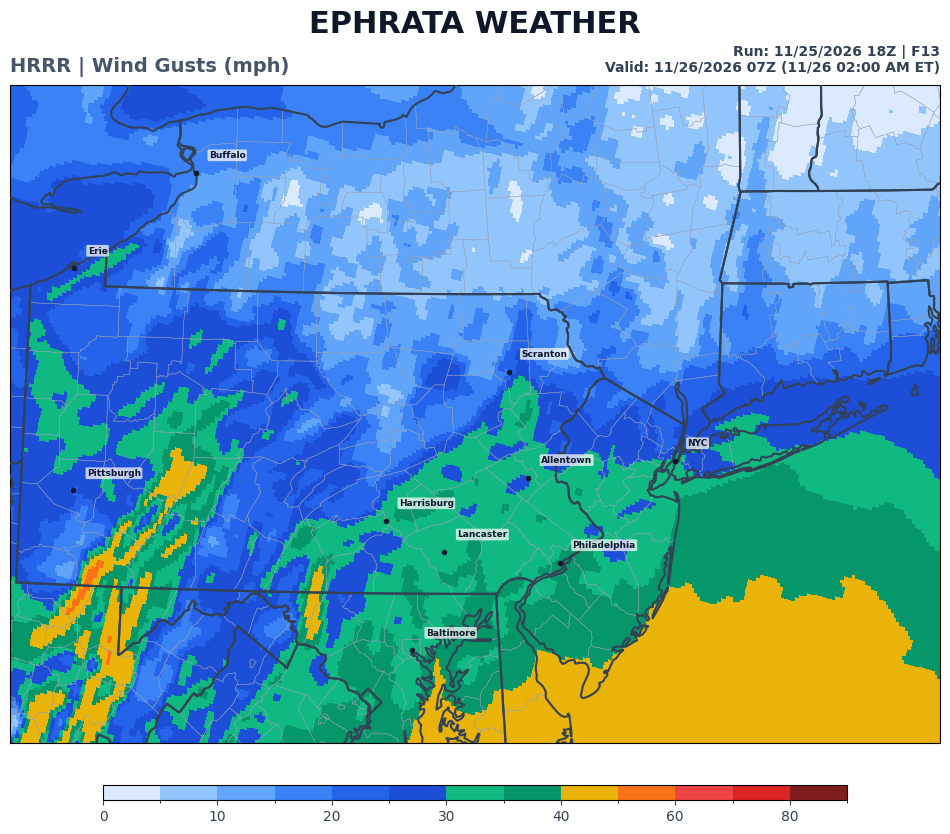 EPHRATA WEATHER
HRRR | Wind Gusts (mph)
Run: 11/25/2026 18Z | F13
Valid: 11/26/2026 07Z (11/26 02:00 AM ET)
Buffalo
Erie
Scranton
NYC
Allentown
Pittsburgh
Harrisburg
Lancaster
Philadelphia
Baltimore
0 10 20 30 40 50 60 70 80